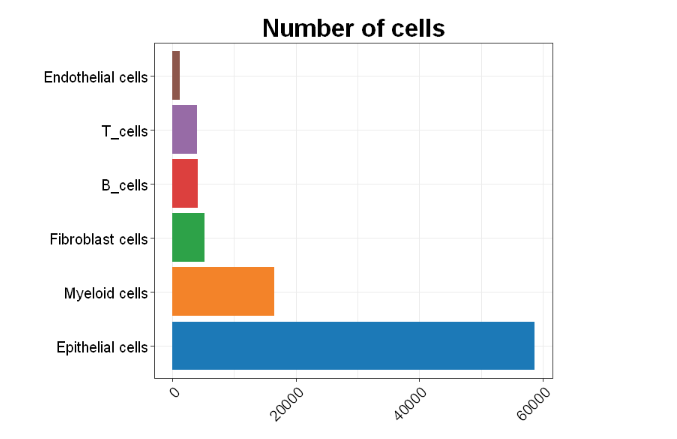 Number of cells
Endothelial cells
T_cells
B_cells
Fibroblast cells
Myeloid cells
Epithelial cells
0
20000
40000
60000